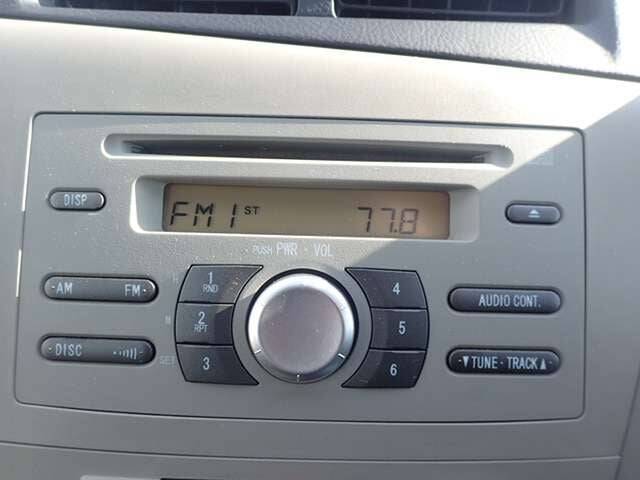 DISP
FM1 ST 77.8
PUSH PWR · VOL
· AM FM ·
1 RND
4
H
AUDIO CONT.
2 RPT
5
M
· DISC
3
6
SET
· ▼ TUNE · TRACK ▲ ·